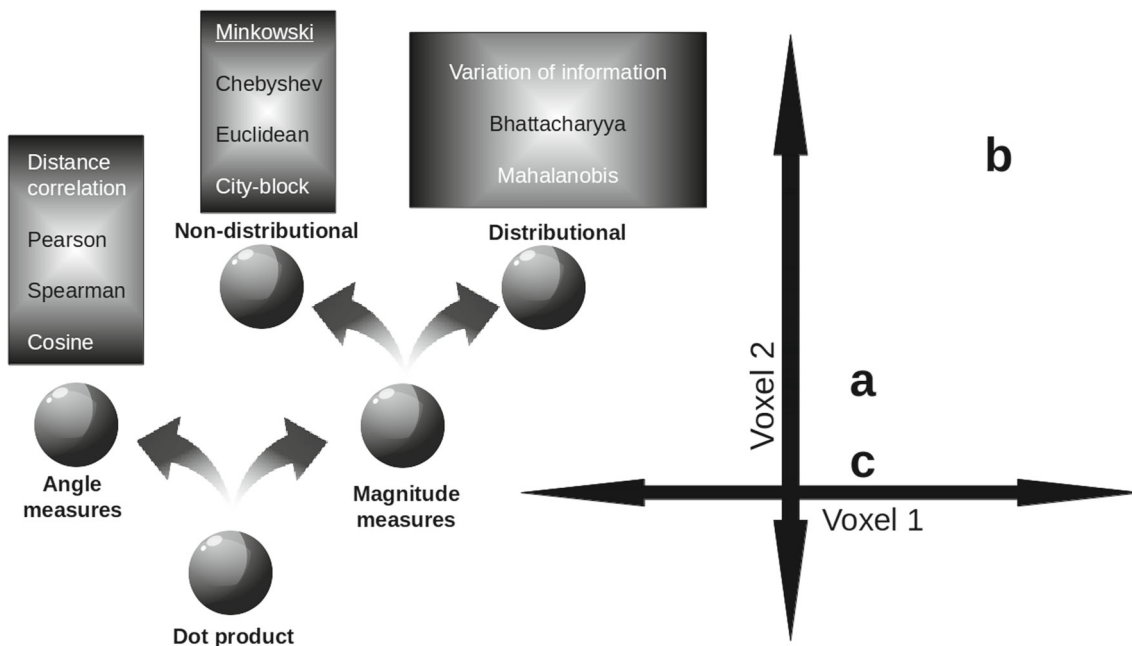 Minkowski
Chebyshev
Euclidean
City-block
Non-distributional
Variation of information
Bhattacharyya
Mahalanobis
Distributional
Distance
correlation
Pearson
Spearman
Cosine
Angle
measures
Magnitude
measures
Dot product
b
a
c
Voxel 2
Voxel 1